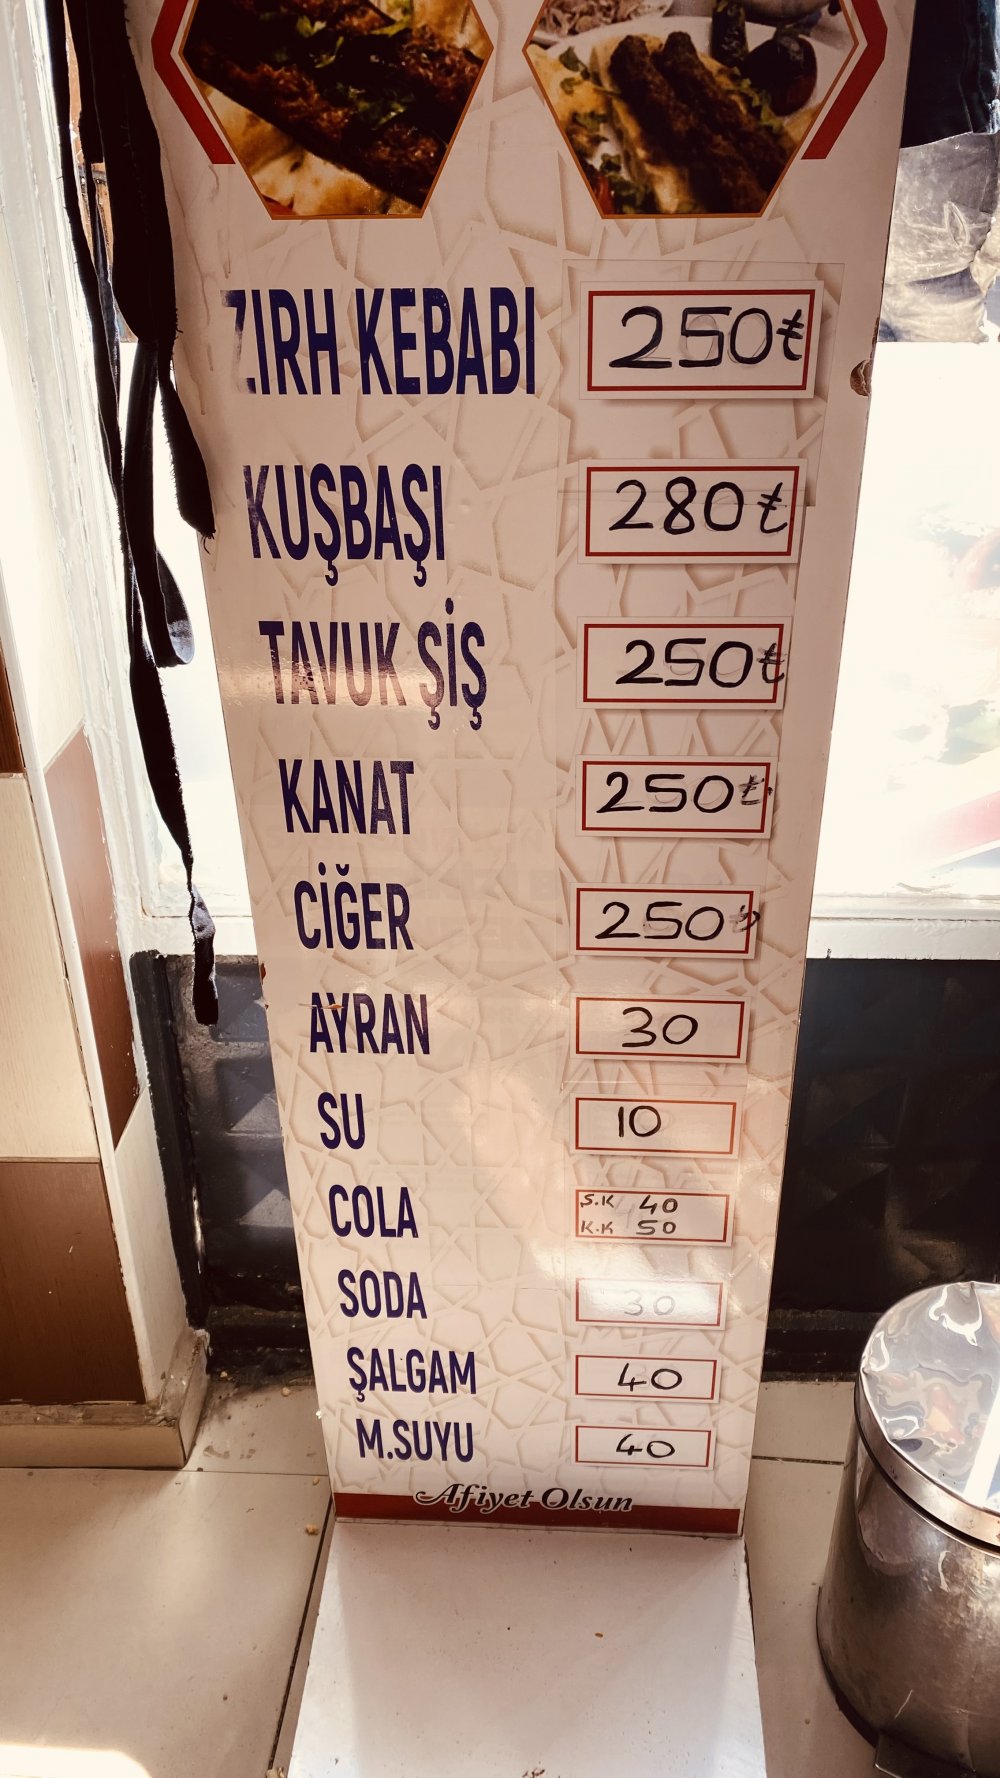 ZIRH KEBABI 250₺
KUŞBAŞI 280₺
TAVUK ŞİŞ 250₺
KANAT 250₺
CİĞER 250₺
AYRAN 30
SU 10
COLA Ş.K 40
K.K 50
SODA 30
ŞALGAM 40
M.SUYU 40
Afiyet Olsun